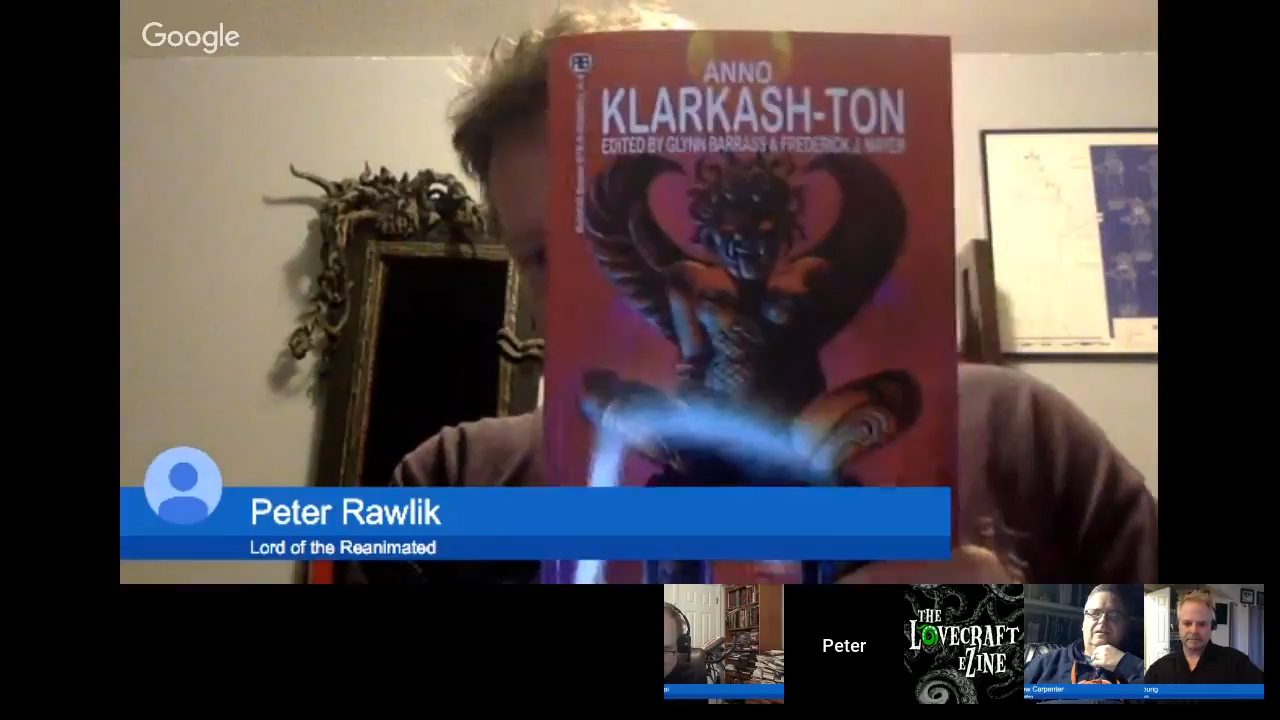 Google
ANNO
KLARKASH-TON
EDITED BY GLYNN BARRASS & FREDERICK J. MAYER
Peter Rawlik
Lord of the Reanimated
Peter
THE
LOVECRAFT
eZINE
Carpenter